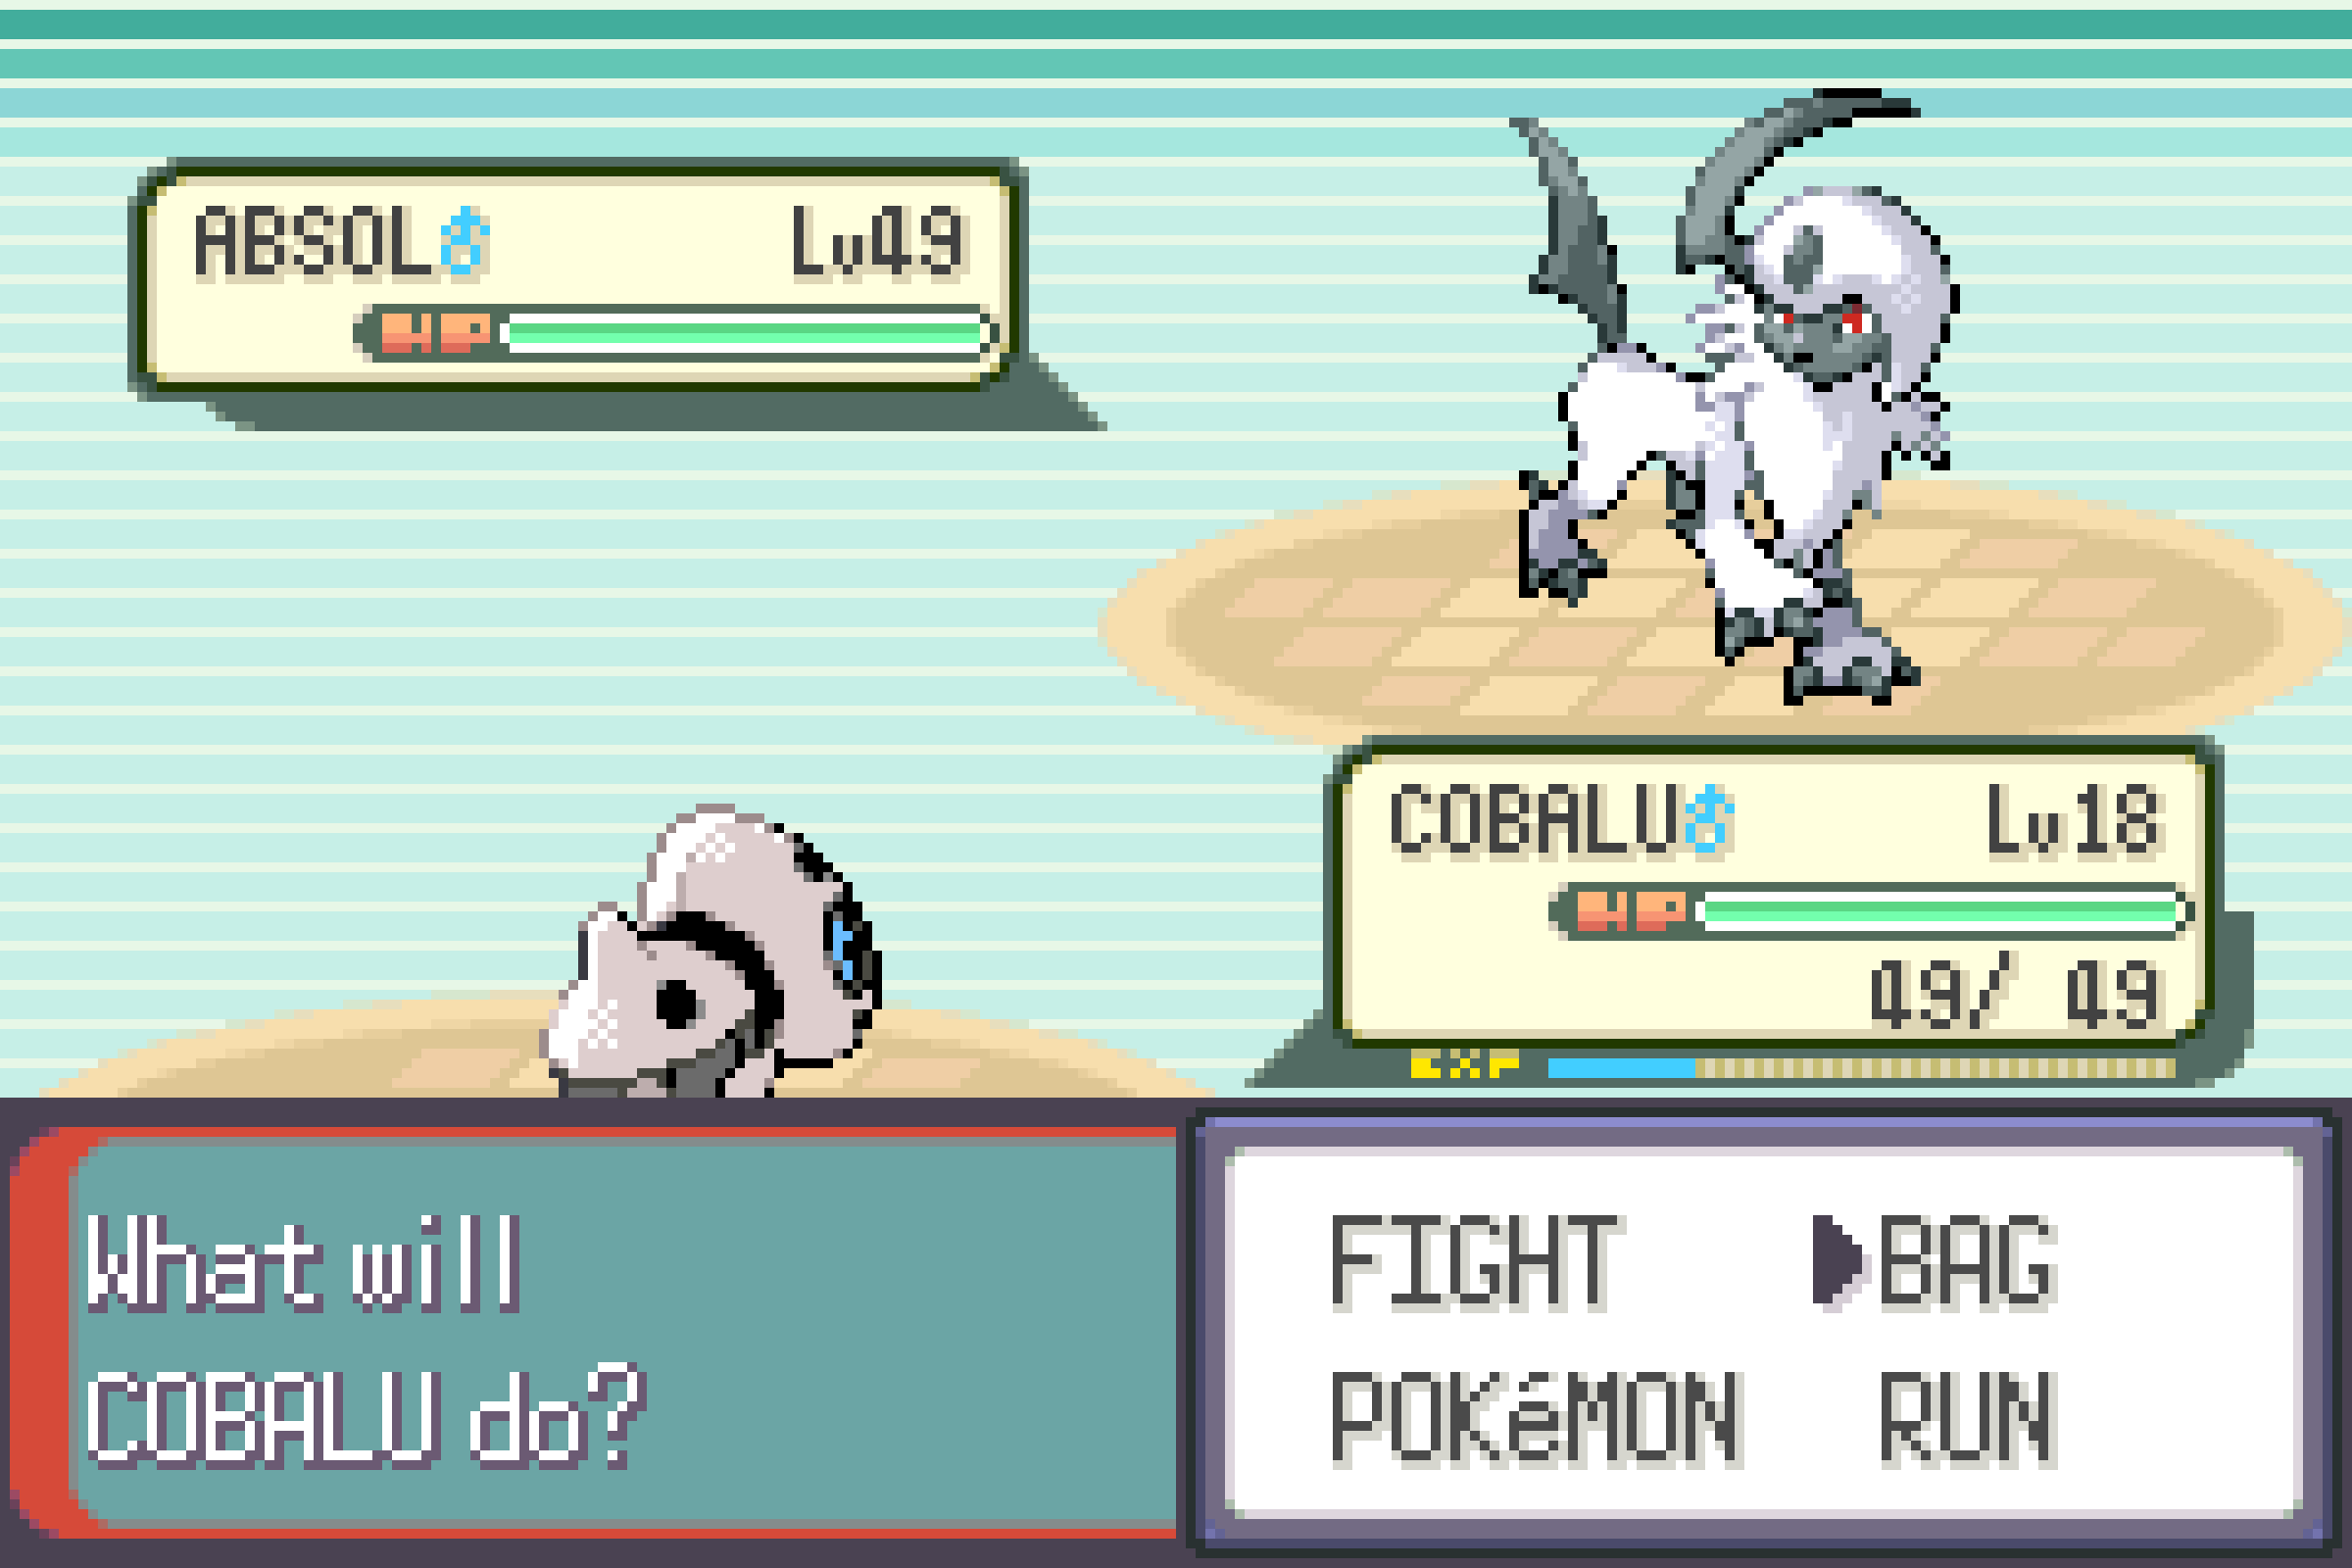 ABSOL♂ Lv49
HP
COBALU♂ Lv18
HP
49/ 49
EXP
What will
COBALU do?
FIGHT ▶BAG
POKéMON RUN